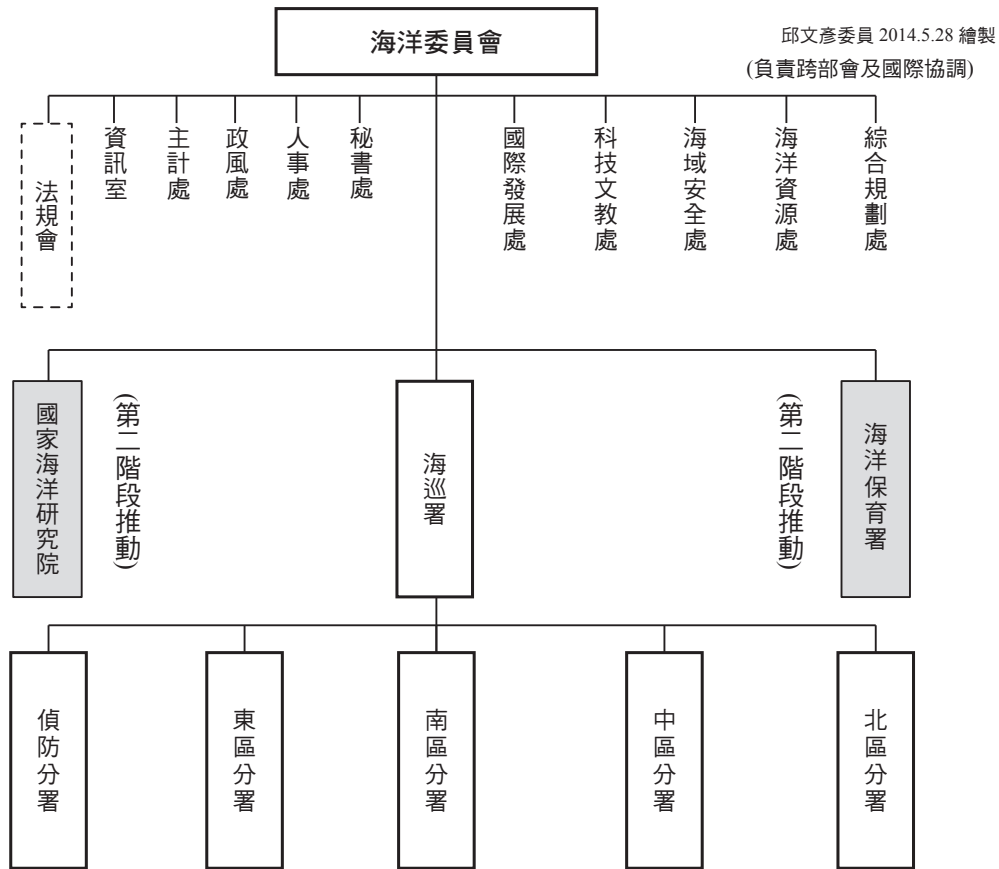 海洋委員會
邱文彥委員 2014.5.28 繪製
(負責跨部會及國際協調)
法規會
資訊室
主計處
政風處
人事處
秘書處
國際發展處
科技文教處
海域安全處
海洋資源處
綜合規劃處
國家海洋研究院
(第二階段推動)
海巡署
(第二階段推動)
海洋保育署
偵防分署
東區分署
南區分署
中區分署
北區分署